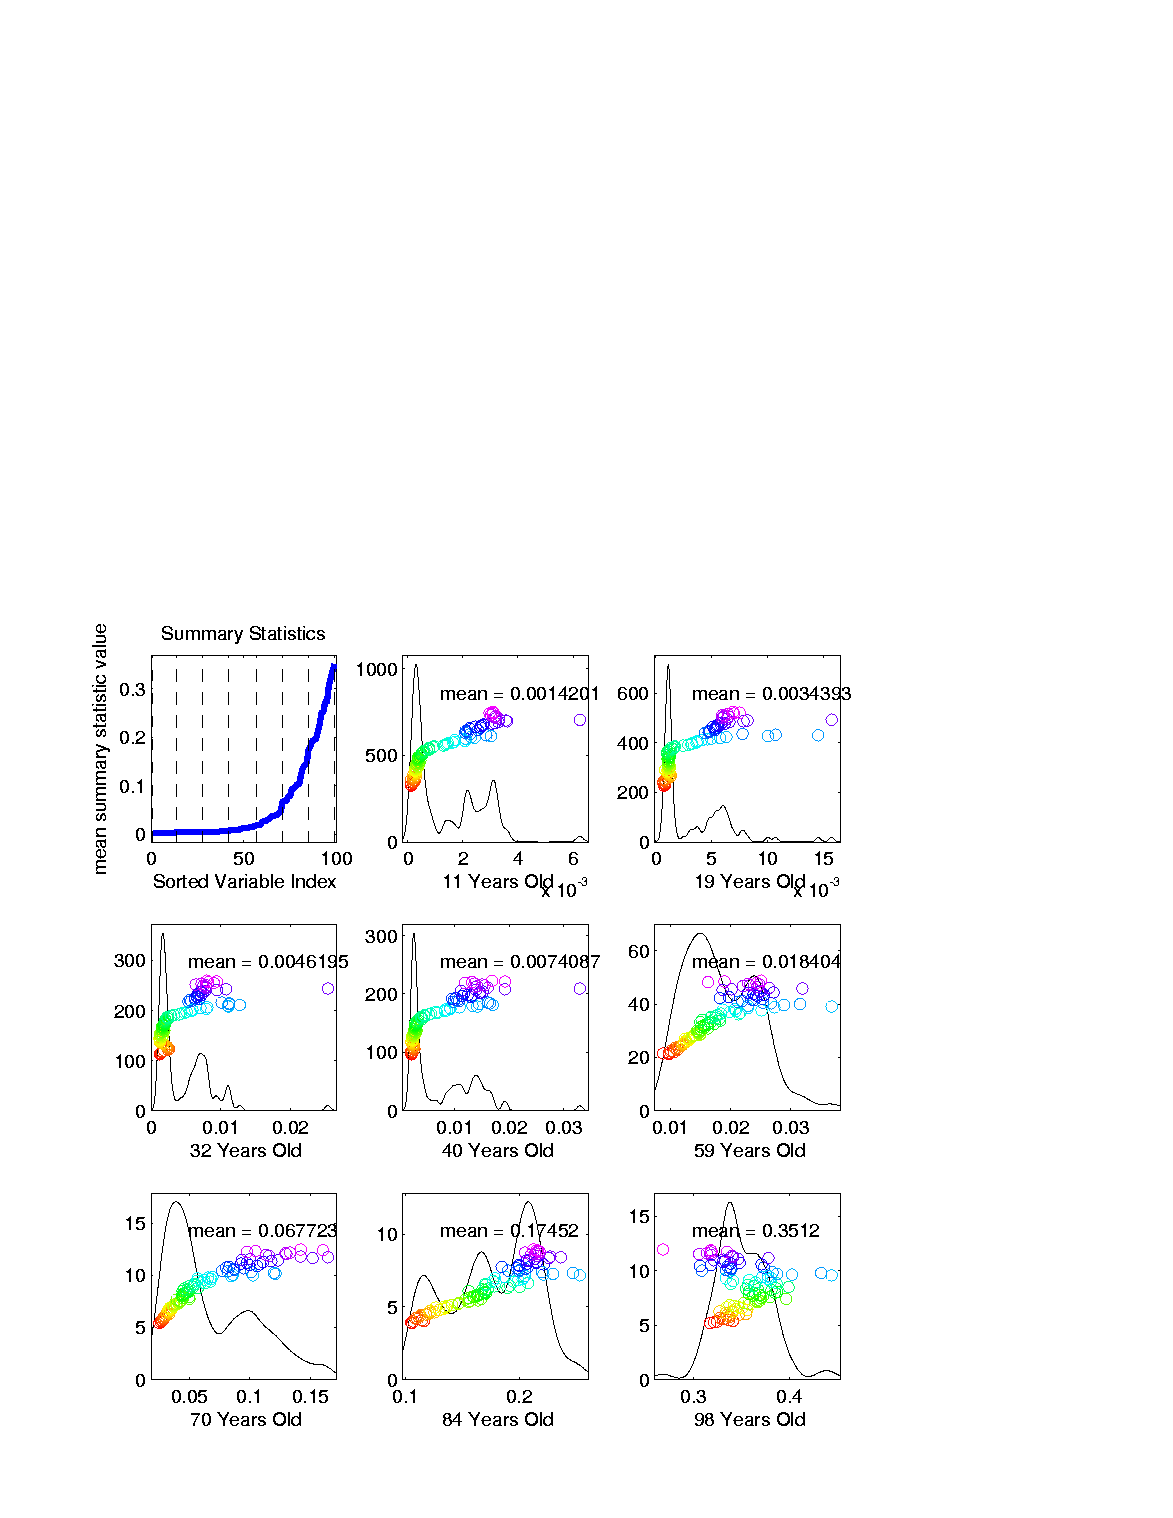 Summary Statistics
mean summary statistic value
0.3
0.2
0.1
0
0 50 100
Sorted Variable Index
1000
500
0
mean = 0.0014201
0 2 4 6
11 Years Old
x 10-3
600
400
200
0
mean = 0.0034393
0 5 10 15
19 Years Old
x 10-3
300
200
100
0
mean = 0.0046195
0 0.01 0.02
32 Years Old
300
200
100
0
mean = 0.0074087
0.01 0.02 0.03
40 Years Old
60
40
20
0
mean = 0.018404
0.01 0.02 0.03
59 Years Old
15
10
5
0
mean = 0.067723
0.05 0.1 0.15
70 Years Old
10
5
0
mean = 0.17452
0.1 0.2
84 Years Old
15
10
5
0
mean = 0.3512
0.3 0.4
98 Years Old